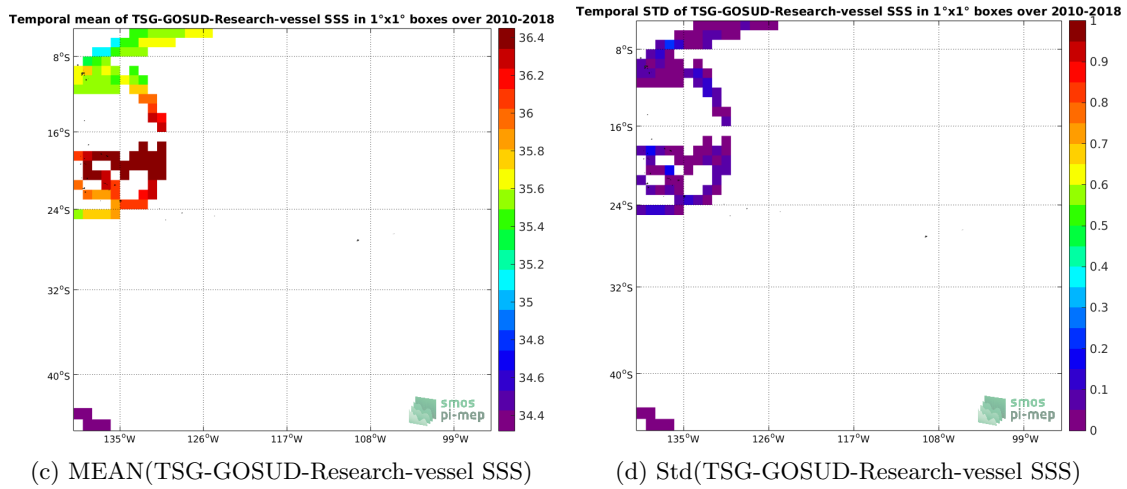 Temporal mean of TSG-GOSUD-Research-vessel SSS in 1°x1° boxes over 2010-2018
8°S
16°S
24°S
32°S
40°S
135°W
126°W
117°W
108°W
99°W
36.4
36.2
36
35.8
35.6
35.4
35.2
35
34.8
34.6
34.4
smos
pi-mep
(c) MEAN(TSG-GOSUD-Research-vessel SSS)
Temporal STD of TSG-GOSUD-Research-vessel SSS in 1°x1° boxes over 2010-2018
8°S
16°S
24°S
32°S
40°S
135°W
126°W
117°W
108°W
99°W
1
0.9
0.8
0.7
0.6
0.5
0.4
0.3
0.2
0.1
0
smos
pi-mep
(d) Std(TSG-GOSUD-Research-vessel SSS)